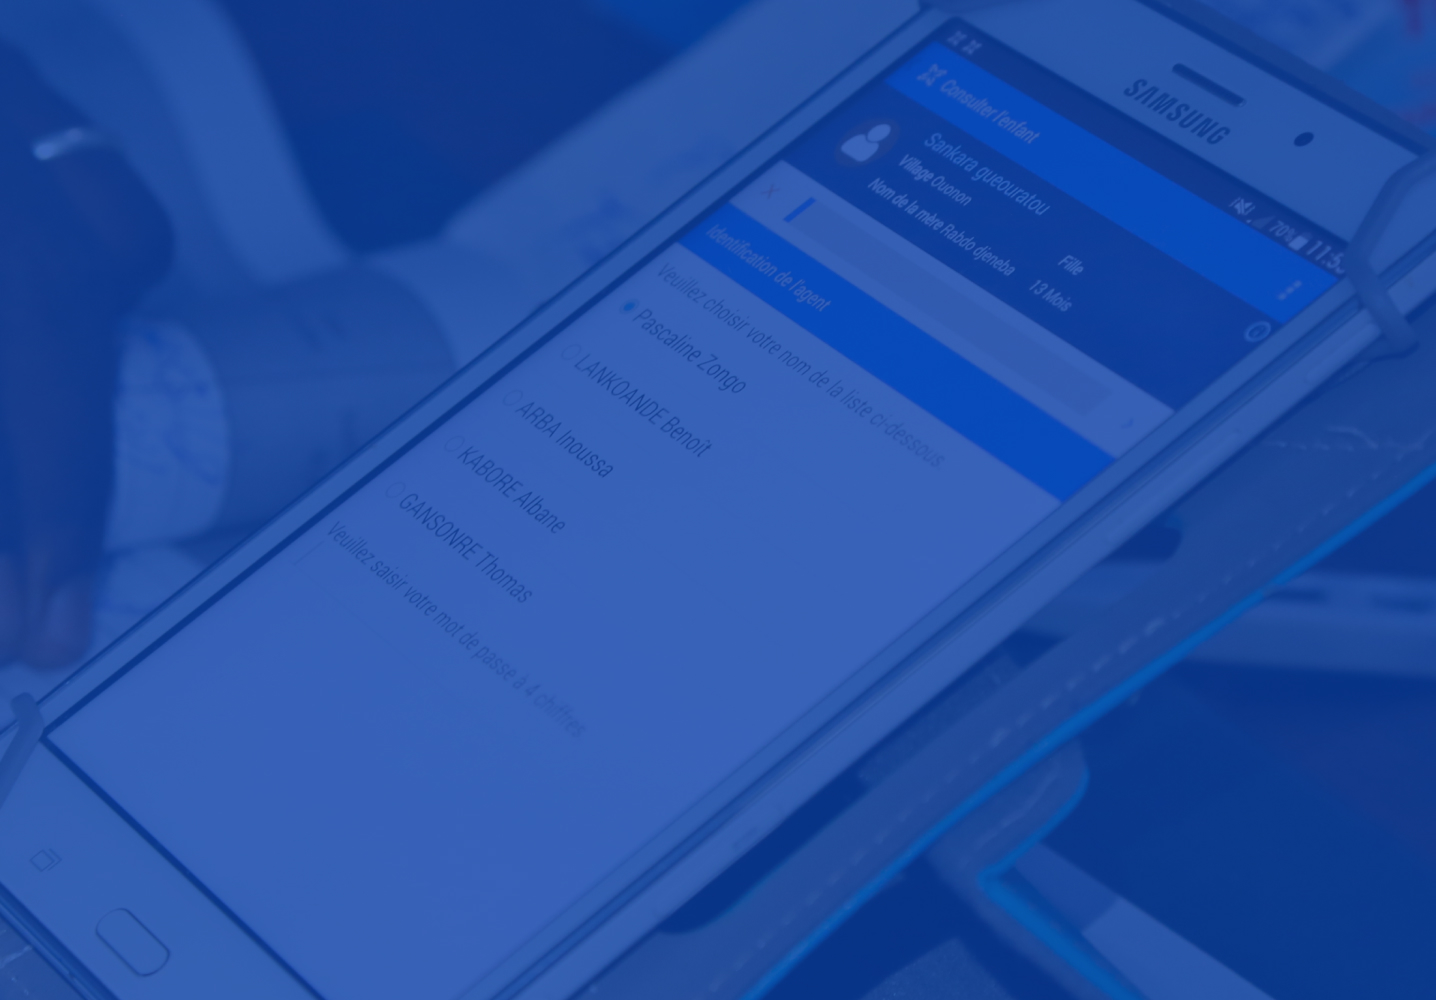 SAMSUNG
70% 11:5
Consulter l'enfant
Sankara gueouratou
Village Ouonon
Fille
Nom de la mère Rabdo djeneba
13 Mois
Identification de l'agent
Veuillez choisir votre nom de la liste ci-dessous
Pascaline Zongo
LANKOANDE Benoît
ARBA Inoussa
KABORE Albane
GANSONRE Thomas
Veuillez saisir votre mot de passe à 4 chiffres